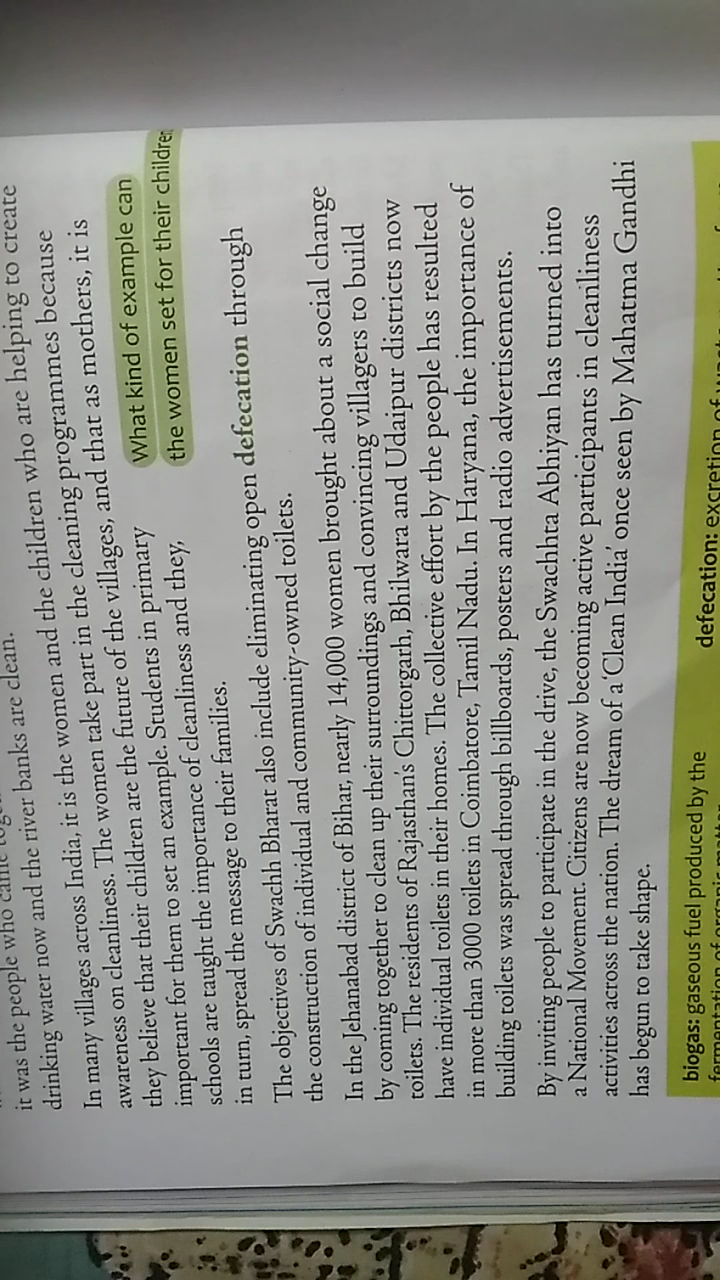 it was the people who came
drinking water now and the river banks are clean.
In many villages across India, it is the women and the children who are helping to create
awareness on cleanliness. The women take part in the cleaning programmes because
they believe that their children are the future of the villages, and that as mothers, it is
important for them to set an example. Students in primary
schools are taught the importance of cleanliness and they,
in turn, spread the message to their families.
What kind of example can
the women set for their children
The objectives of Swachh Bharat also include eliminating open defecation through
the construction of individual and community-owned toilets.
In the Jehanabad district of Bihar, nearly 14,000 women brought about a social change
by coming together to clean up their surroundings and convincing villagers to build
toilets. The residents of Rajasthan's Chittorgarh, Bhilwara and Udaipur districts now
have individual toilets in their homes. The collective effort by the people has resulted
in more than 3000 toilets in Coimbatore, Tamil Nadu. In Haryana, the importance of
building toilets was spread through billboards, posters and radio advertisements.
By inviting people to participate in the drive, the Swachhta Abhiyan has turned into
a National Movement. Citizens are now becoming active participants in cleanliness
activities across the nation. The dream of a 'Clean India' once seen by Mahatma Gandhi
has begun to take shape.
biogas: gaseous fuel produced by the
defecation: excretion of